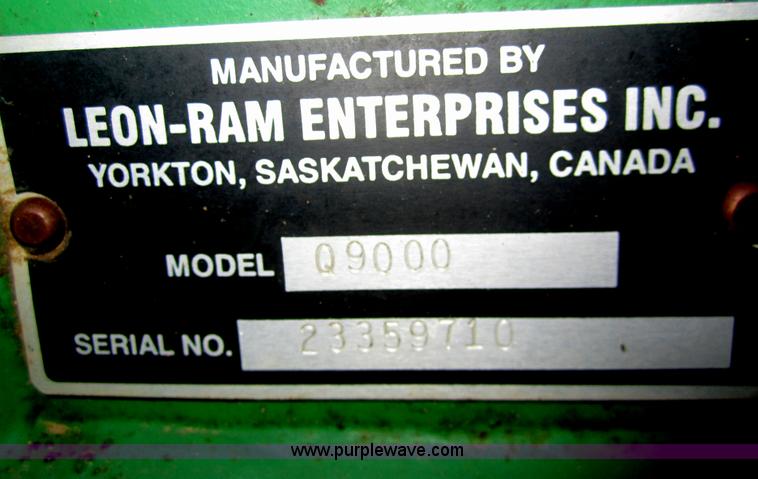 MANUFACTURED BY
LEON-RAM ENTERPRISES INC.
YORKTON, SASKATCHEWAN, CANADA
MODEL Q9000
SERIAL NO. 23359710
www.purplewave.com